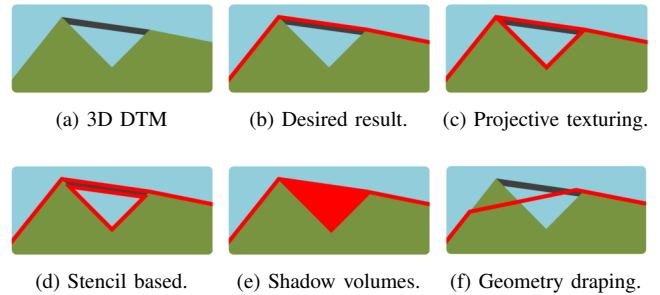 (a) 3D DTM
(b) Desired result.
(c) Projective texturing.
(d) Stencil based.
(e) Shadow volumes.
(f) Geometry draping.